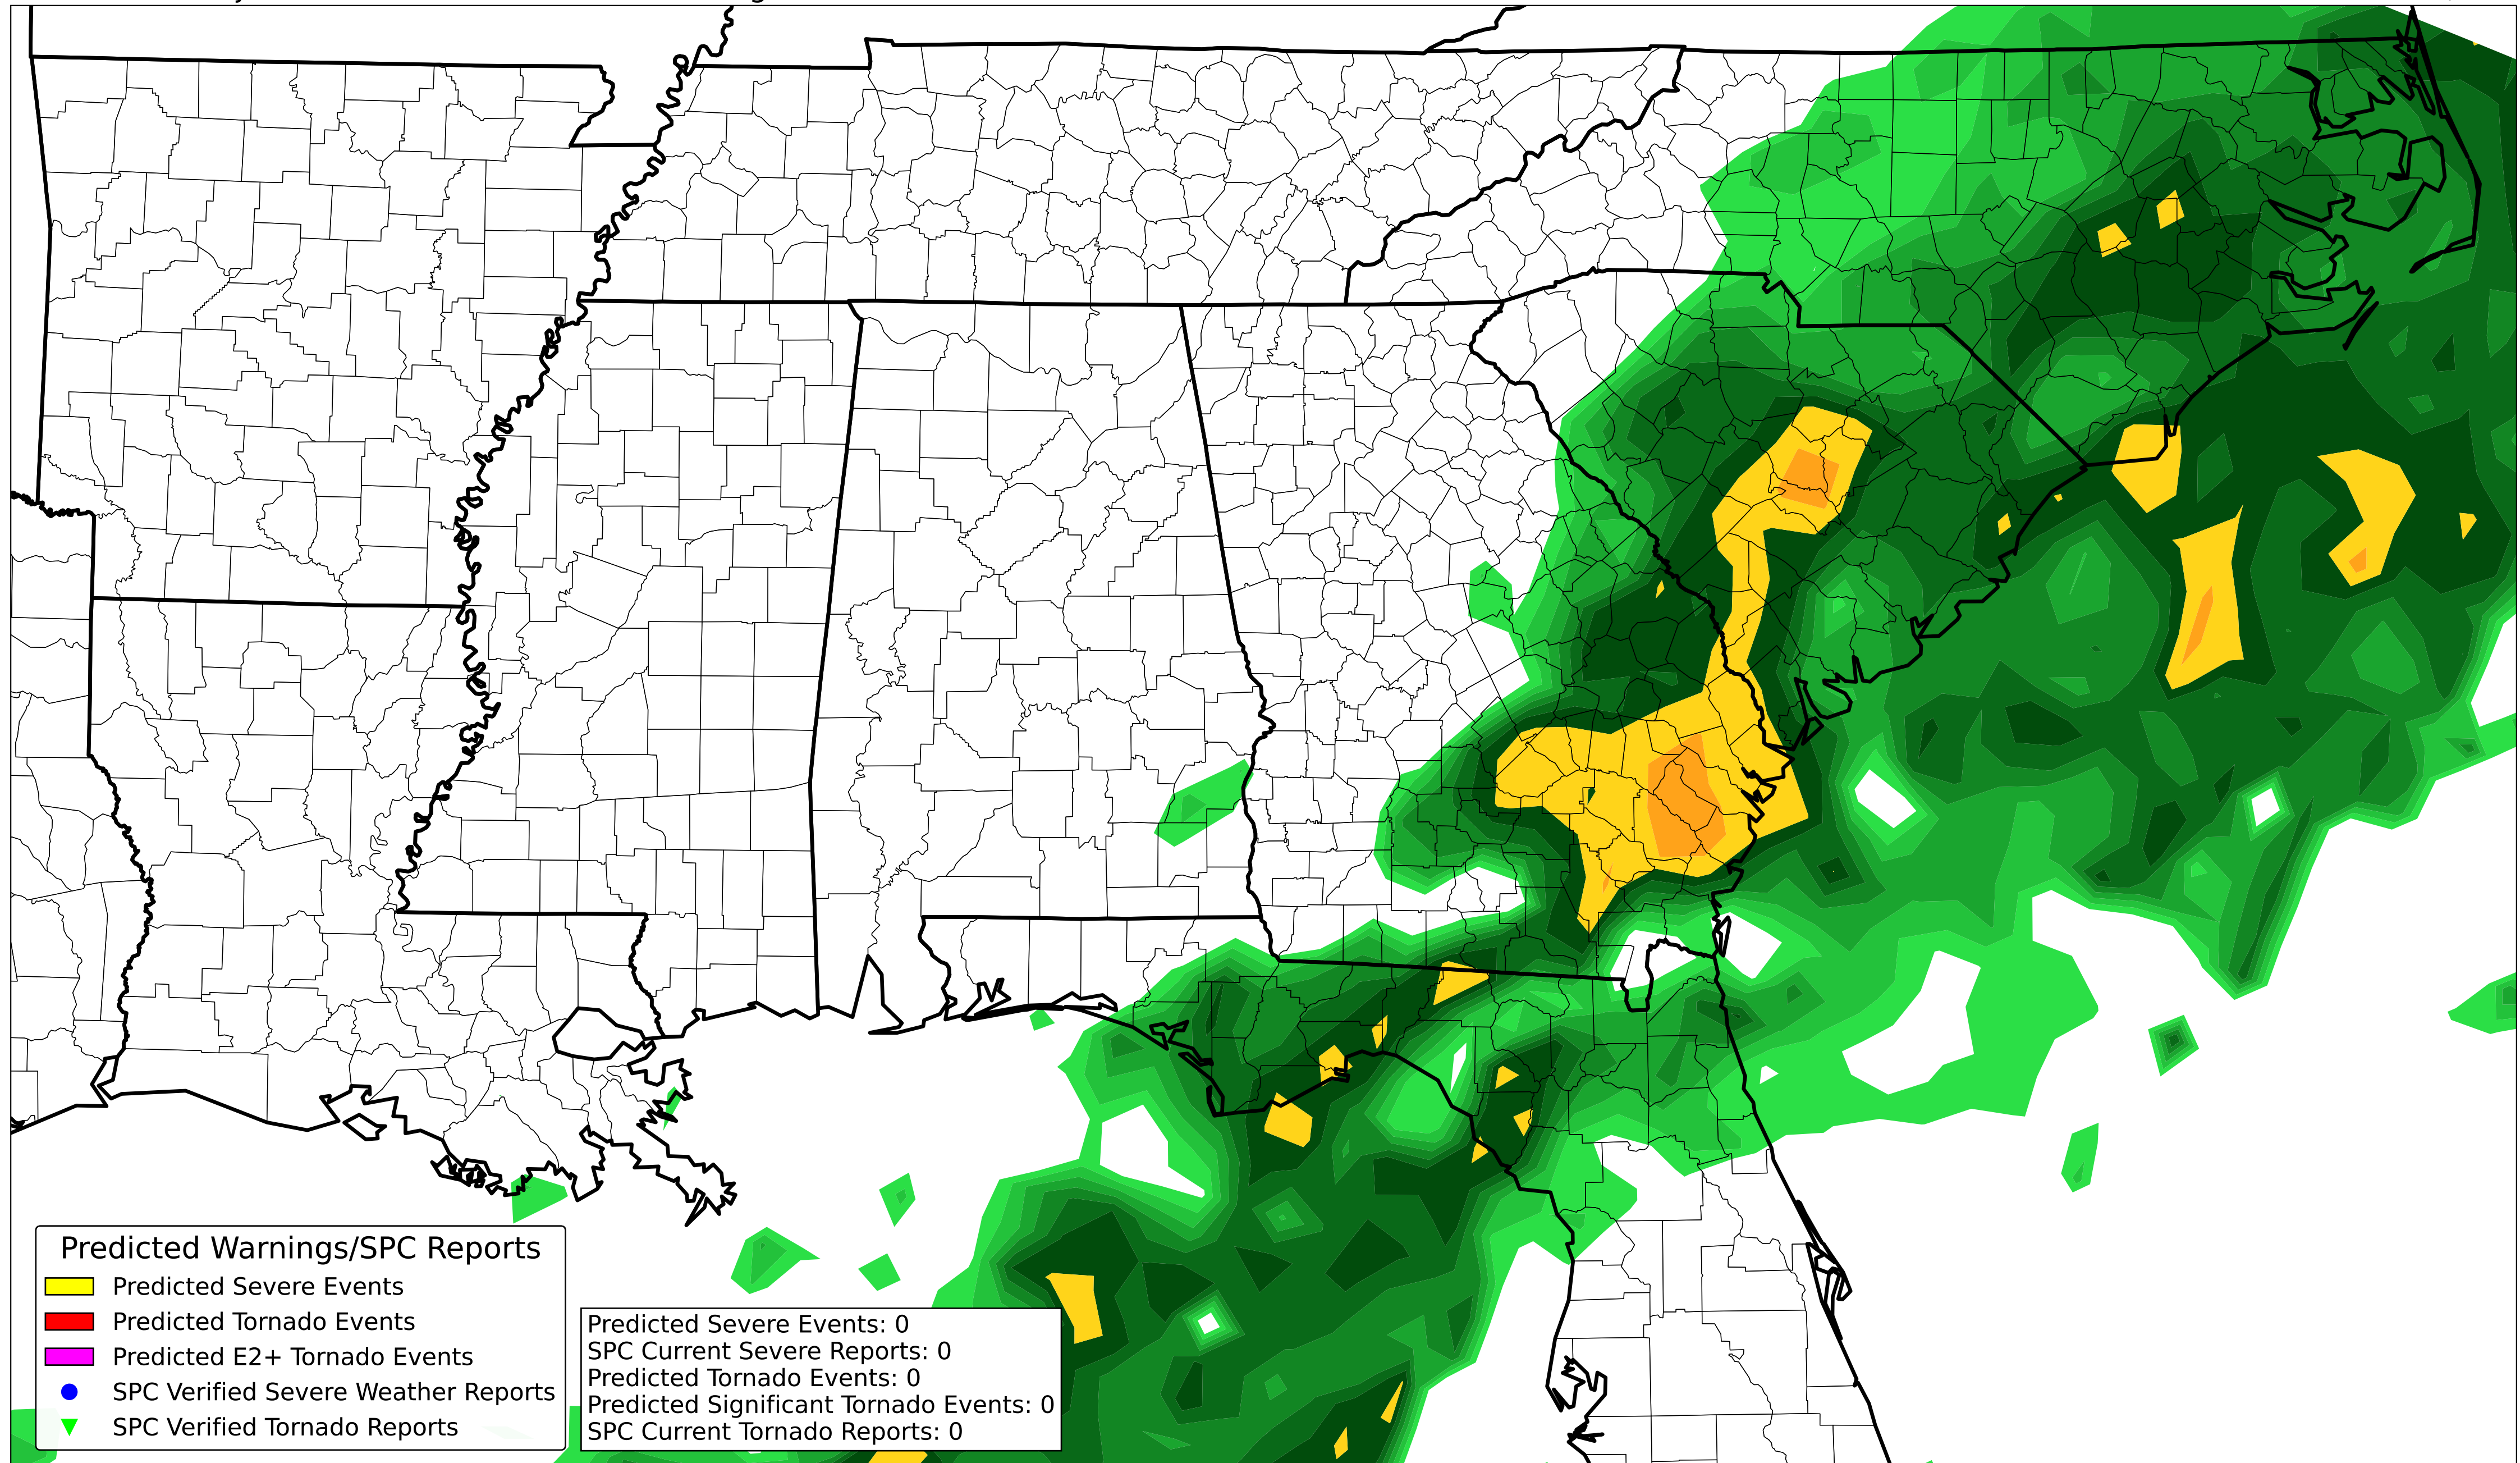 Predicted Warnings/SPC Reports
Predicted Severe Events
Predicted Tornado Events
Predicted E2+ Tornado Events
SPC Verified Severe Weather Reports
SPC Verified Tornado Reports
Predicted Severe Events: 0
SPC Current Severe Reports: 0
Predicted Tornado Events: 0
Predicted Significant Tornado Events: 0
SPC Current Tornado Reports: 0